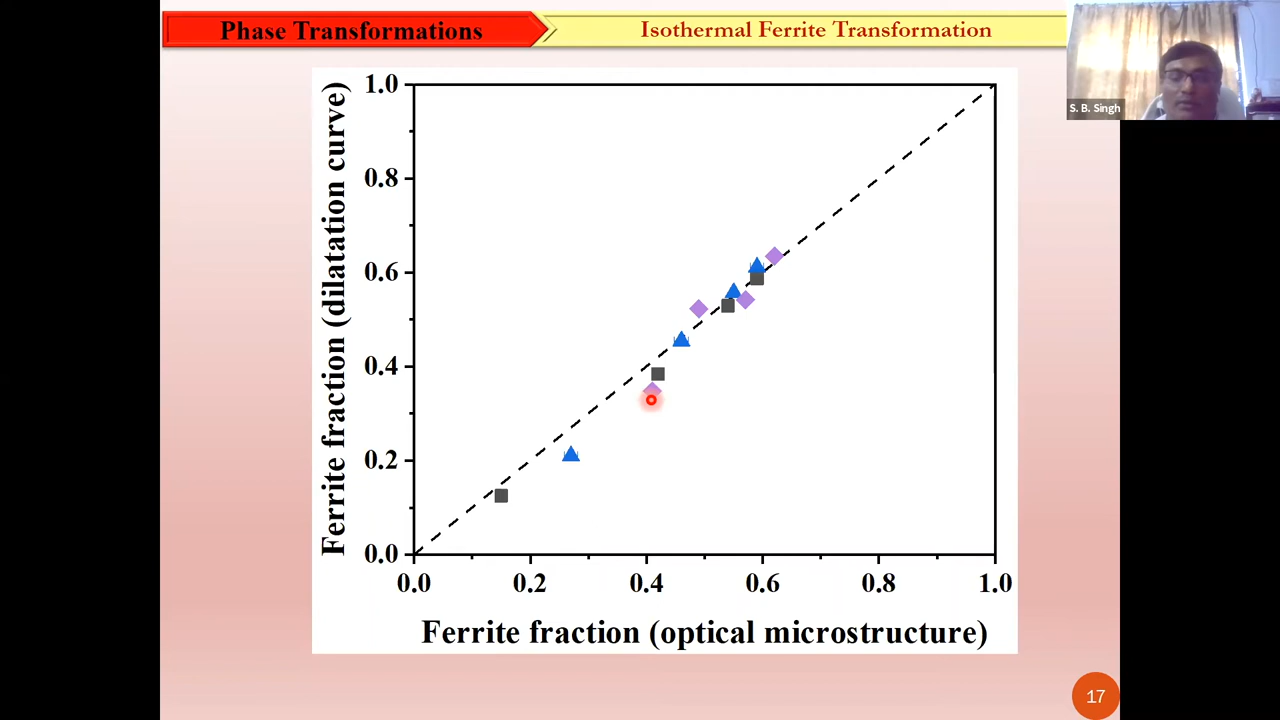 Phase Transformations
Isothermal Ferrite Transformation
S. B. Singh
Ferrite fraction (dilatation curve)
1.0
0.8
0.6
0.4
0.2
0.0
0.0 0.2 0.4 0.6 0.8 1.0
Ferrite fraction (optical microstructure)
17